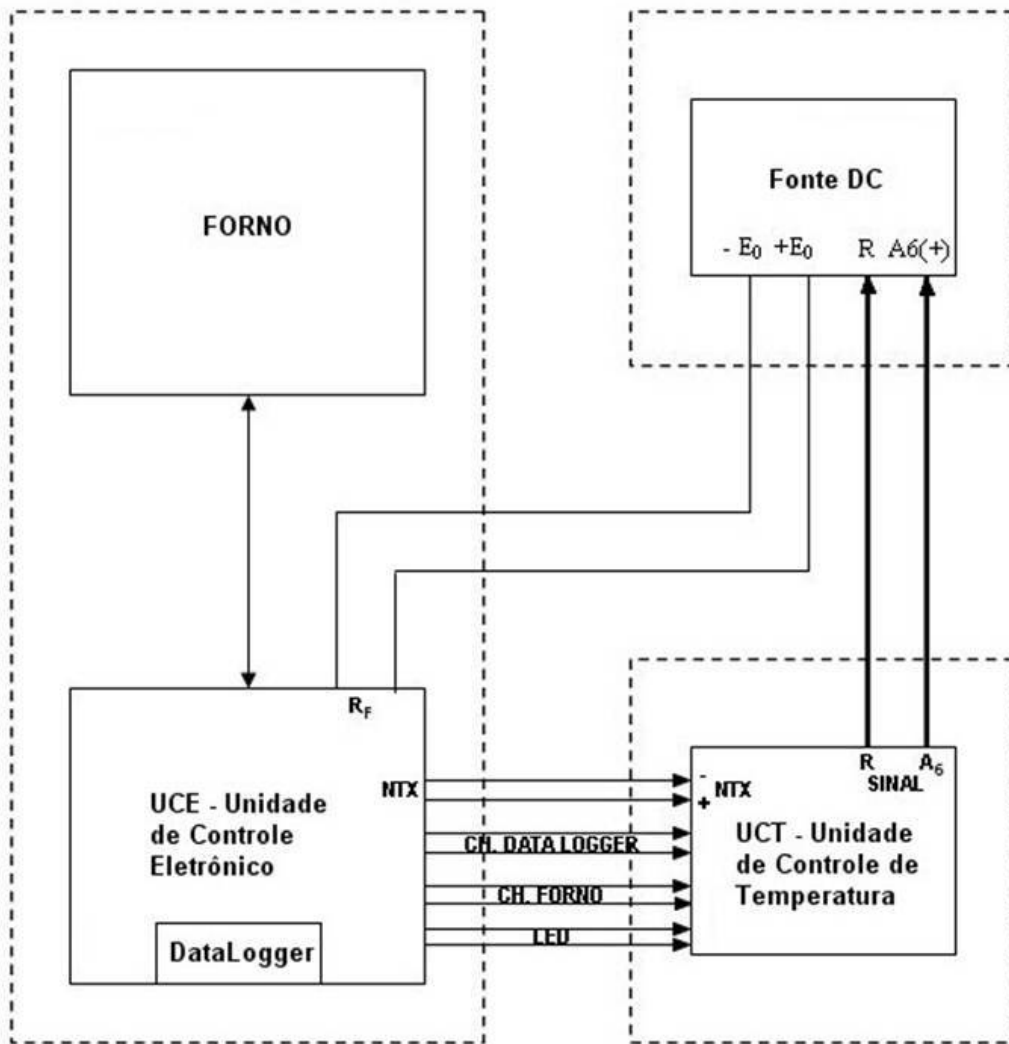 FORNO
Fonte DC
- E₀ +E₀ R A6(+)
R_F
NTX
UCE - Unidade
de Controle
Eletrônico
DataLogger
CH. DATA LOGGER
CH. FORNO
LED
R A₆
SINAL
-
NTX
+
UCT - Unidade
de Controle de
Temperatura